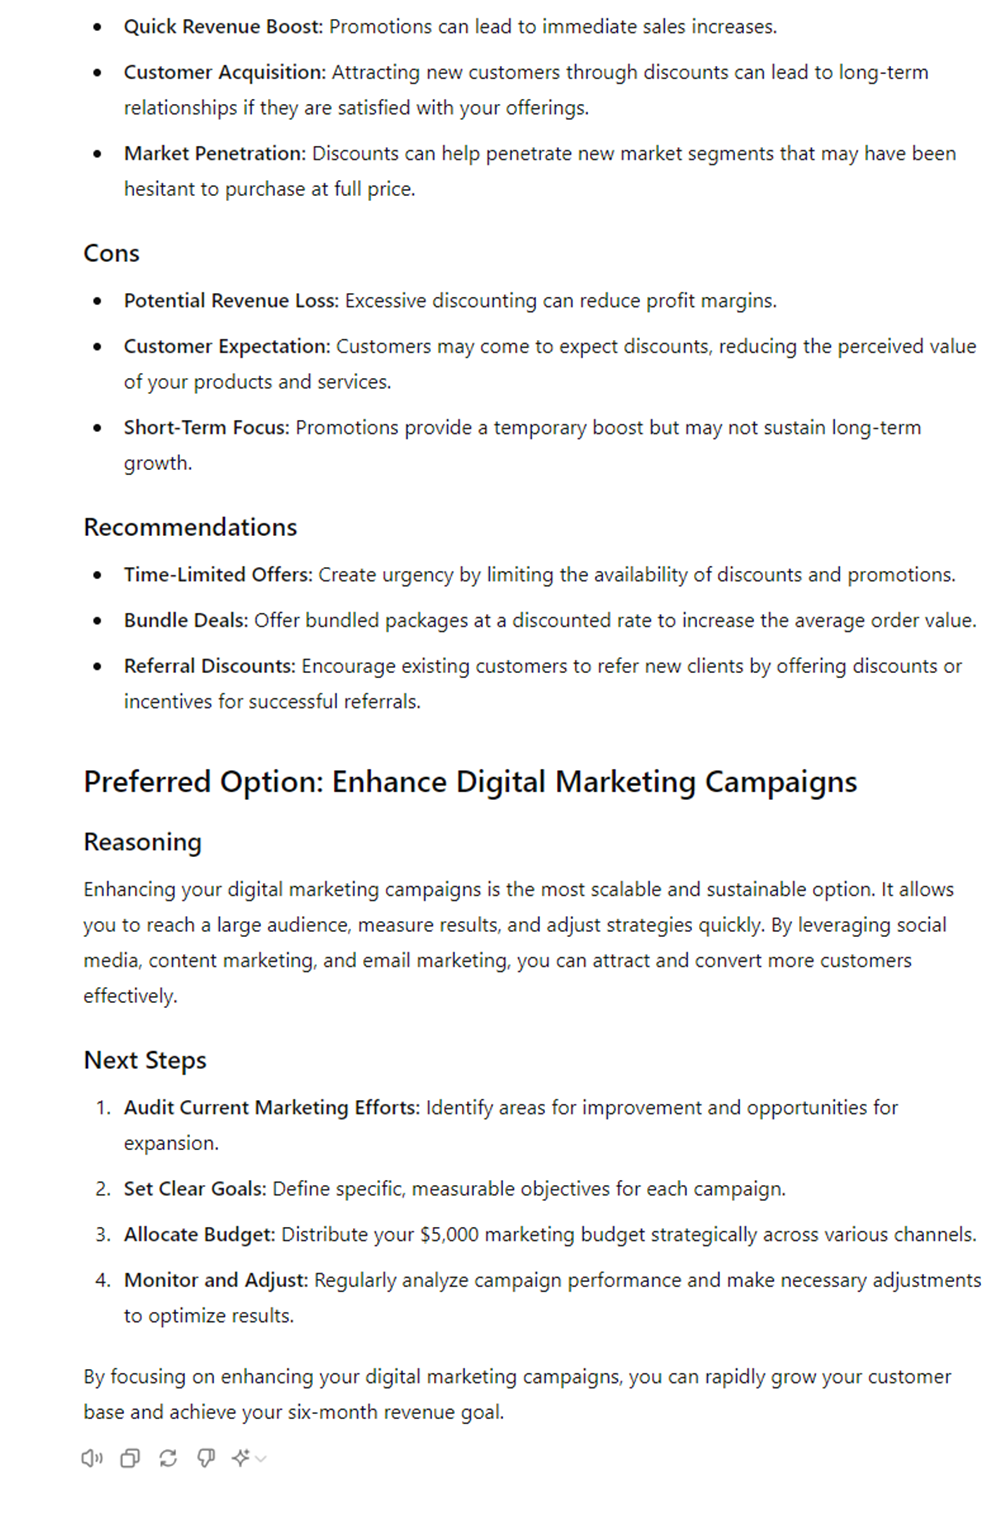 Quick Revenue Boost: Promotions can lead to immediate sales increases.
Customer Acquisition: Attracting new customers through discounts can lead to long-term
relationships if they are satisfied with your offerings.
Market Penetration: Discounts can help penetrate new market segments that may have been
hesitant to purchase at full price.
Cons
Potential Revenue Loss: Excessive discounting can reduce profit margins.
Customer Expectation: Customers may come to expect discounts, reducing the perceived value
of your products and services.
Short-Term Focus: Promotions provide a temporary boost but may not sustain long-term
growth.
Recommendations
Time-Limited Offers: Create urgency by limiting the availability of discounts and promotions.
Bundle Deals: Offer bundled packages at a discounted rate to increase the average order value.
Referral Discounts: Encourage existing customers to refer new clients by offering discounts or
incentives for successful referrals.
Preferred Option: Enhance Digital Marketing Campaigns
Reasoning
Enhancing your digital marketing campaigns is the most scalable and sustainable option. It allows
you to reach a large audience, measure results, and adjust strategies quickly. By leveraging social
media, content marketing, and email marketing, you can attract and convert more customers
effectively.
Next Steps
1. Audit Current Marketing Efforts: Identify areas for improvement and opportunities for
expansion.
2. Set Clear Goals: Define specific, measurable objectives for each campaign.
3. Allocate Budget: Distribute your $5,000 marketing budget strategically across various channels.
4. Monitor and Adjust: Regularly analyze campaign performance and make necessary adjustments
to optimize results.
By focusing on enhancing your digital marketing campaigns, you can rapidly grow your customer
base and achieve your six-month revenue goal.